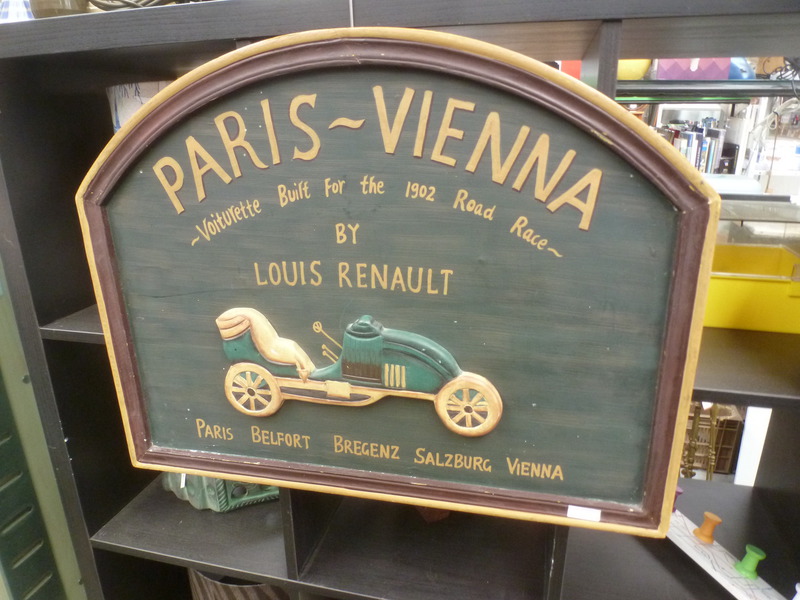 PARIS~VIENNA
~Voiturette Built For the 1902 Road Race~
BY
LOUIS RENAULT
PARIS BELFORT BREGENZ SALZBURG VIENNA